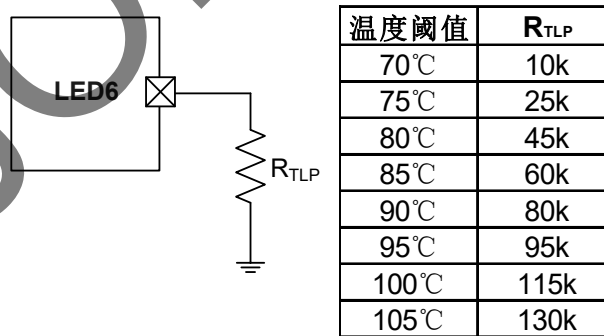 LED6
RTLP
温度阈值 RTLP
70℃ 10k
75℃ 25k
80℃ 45k
85℃ 60k
90℃ 80k
95℃ 95k
100℃ 115k
105℃ 130k